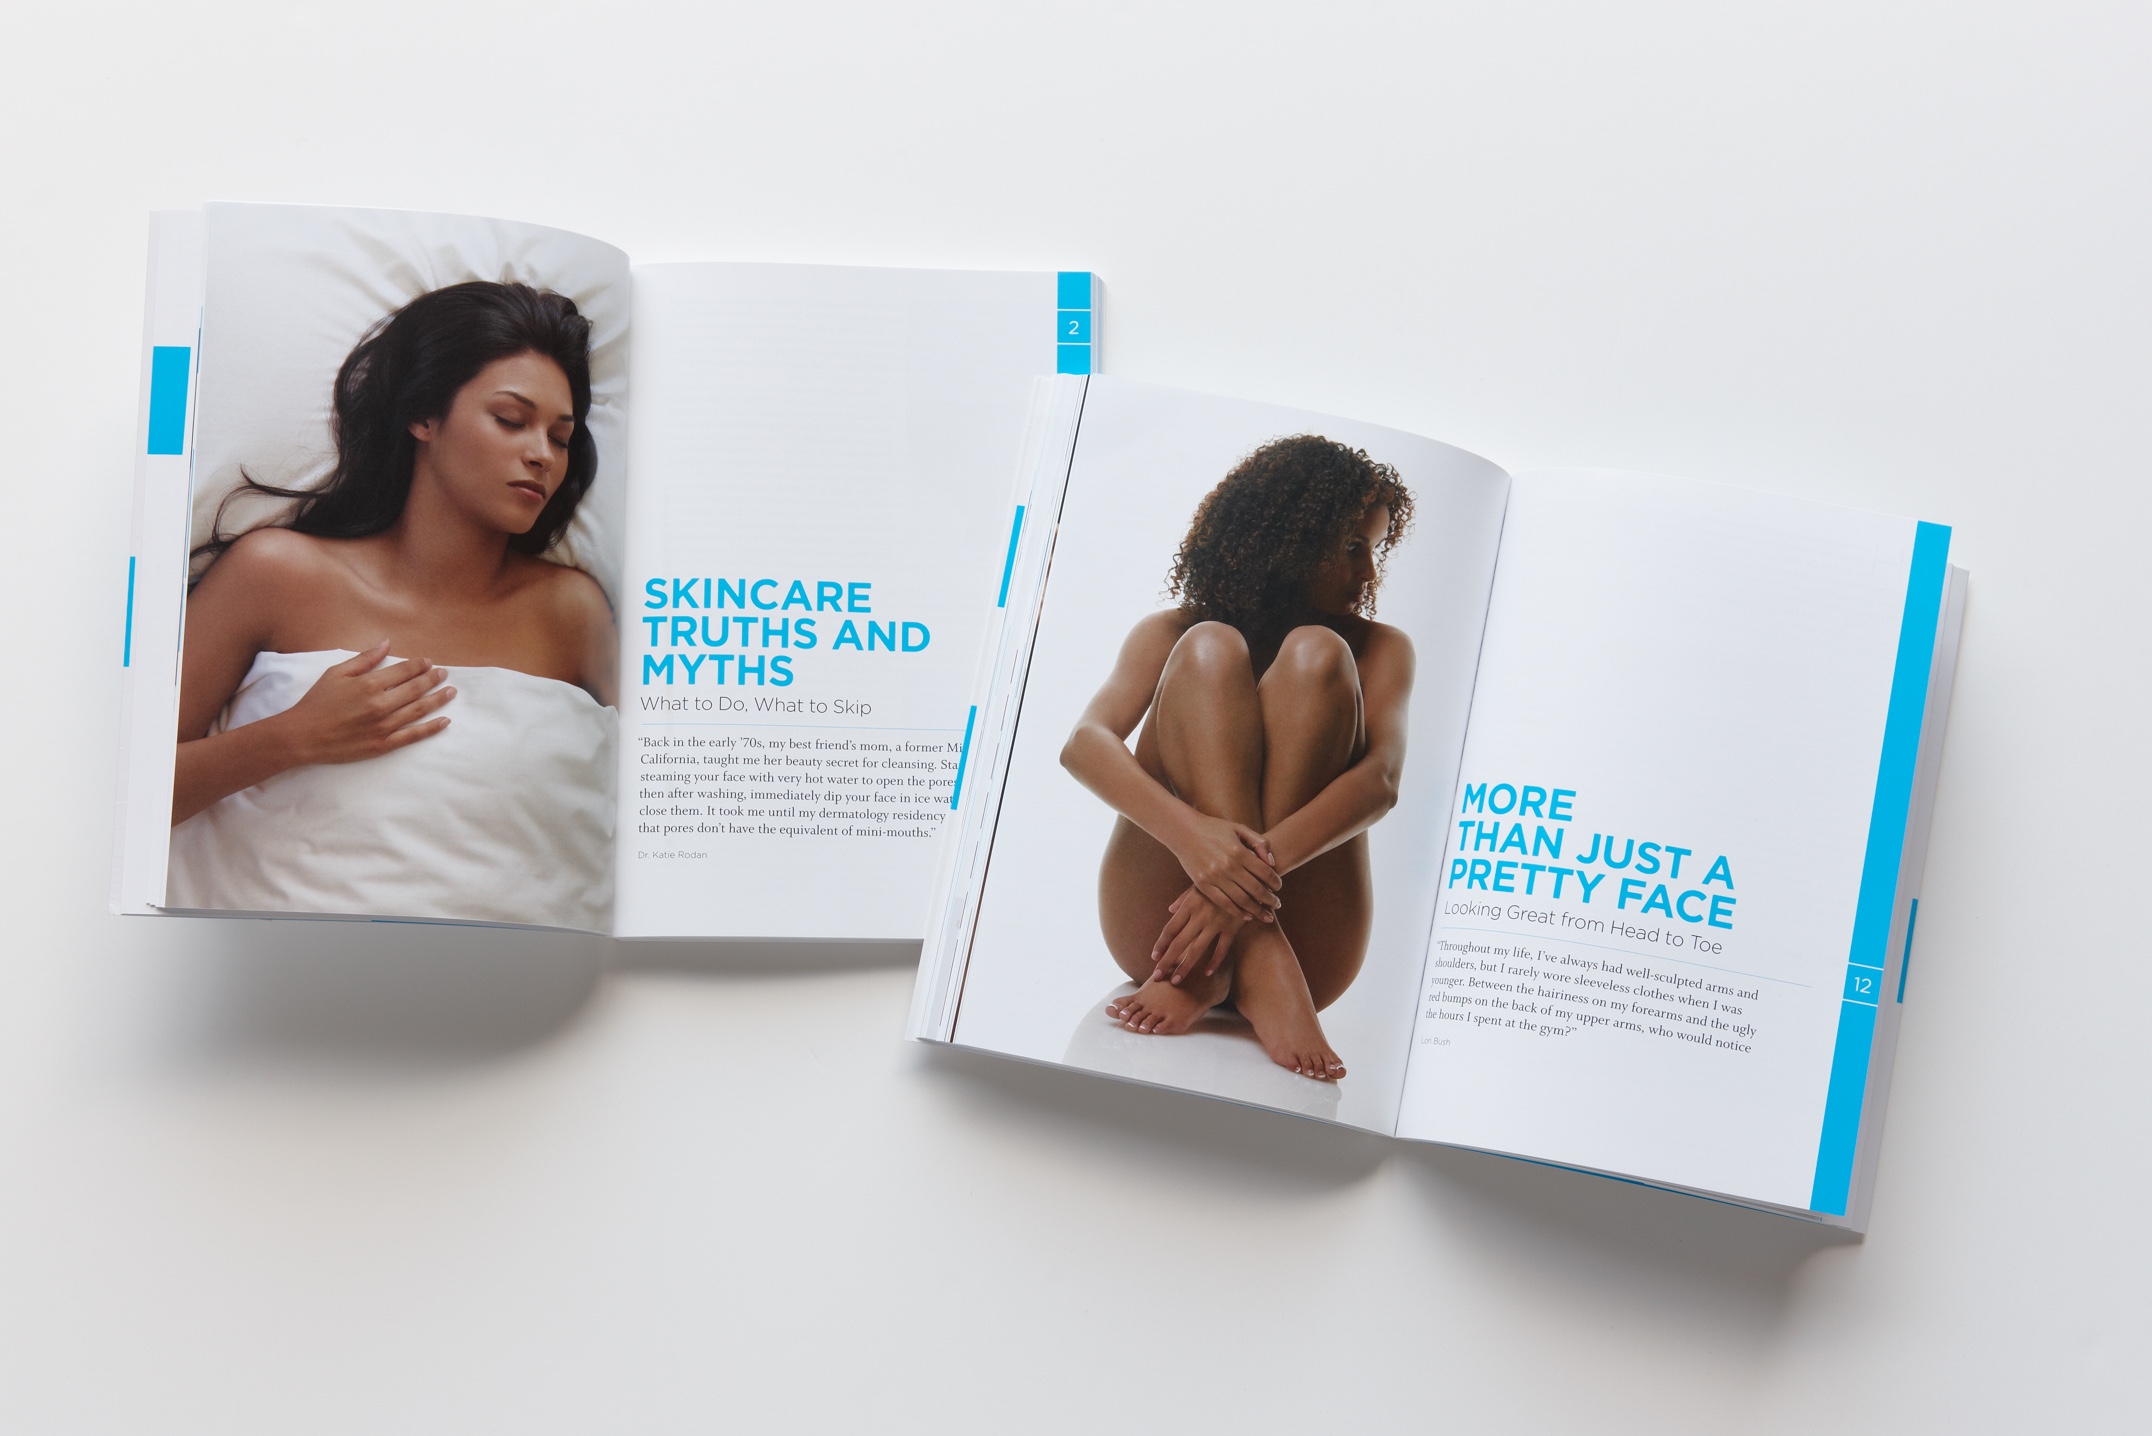 2
SKINCARE
TRUTHS AND
MYTHS
What to Do, What to Skip
“Back in the early ’70s, my best friend’s mom, a former
California, taught me her beauty secret for cleansing.
steaming your face with very hot water to open the pores
then after washing, immediately dip your face in ice
close them. It took me until my dermatology residency
that pores don’t have the equivalent of mini-mouths.”
Dr. Katie Rodan
MORE
THAN JUST A
PRETTY FACE
Looking Great from Head to Toe
“Throughout my life, I’ve always had well-sculpted arms and
shoulders, but I rarely wore sleeveless clothes when I was
younger. Between the hairiness on my forearms and the ugly
red bumps on the back of my upper arms, who would notice
the hours I spent at the gym?”
Lori Bush
12